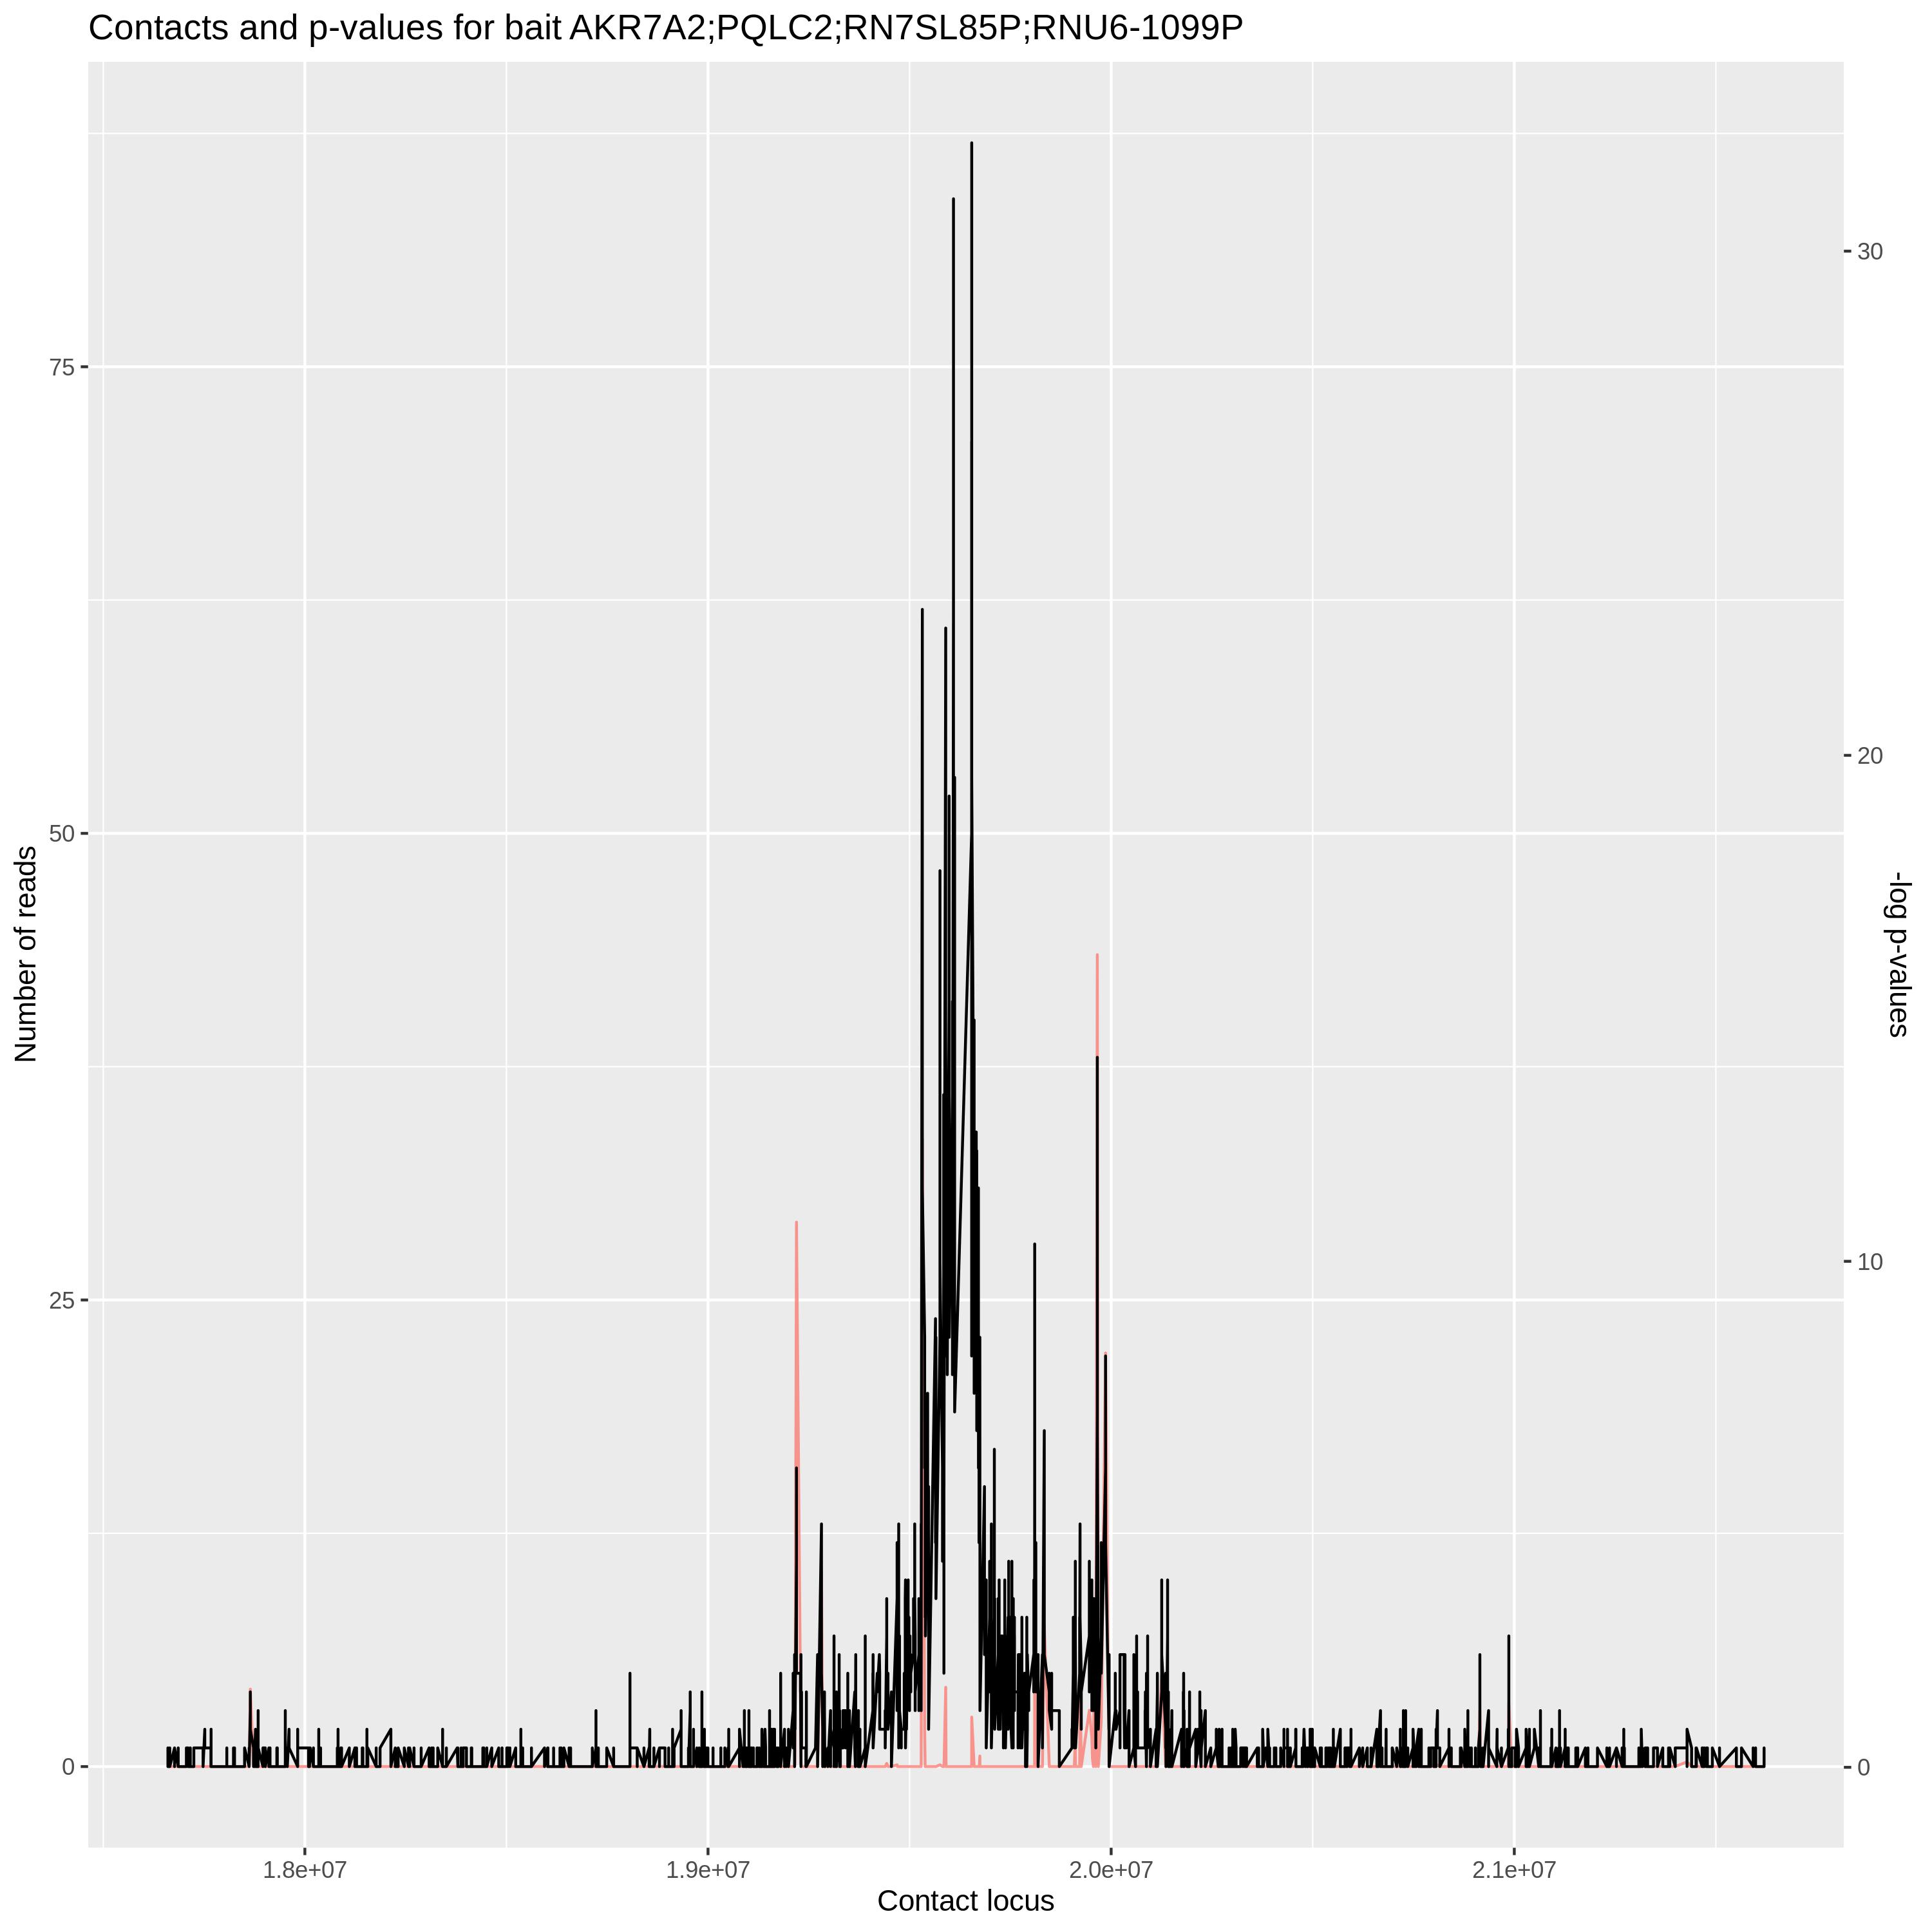 Contacts and p-values for bait AKR7A2;PQLC2;RN7SL85P;RNU6-1099P
Number of reads
75
50
25
0
30
20
10
0
-log p-values
1.8e+07
1.9e+07
2.0e+07
2.1e+07
Contact locus